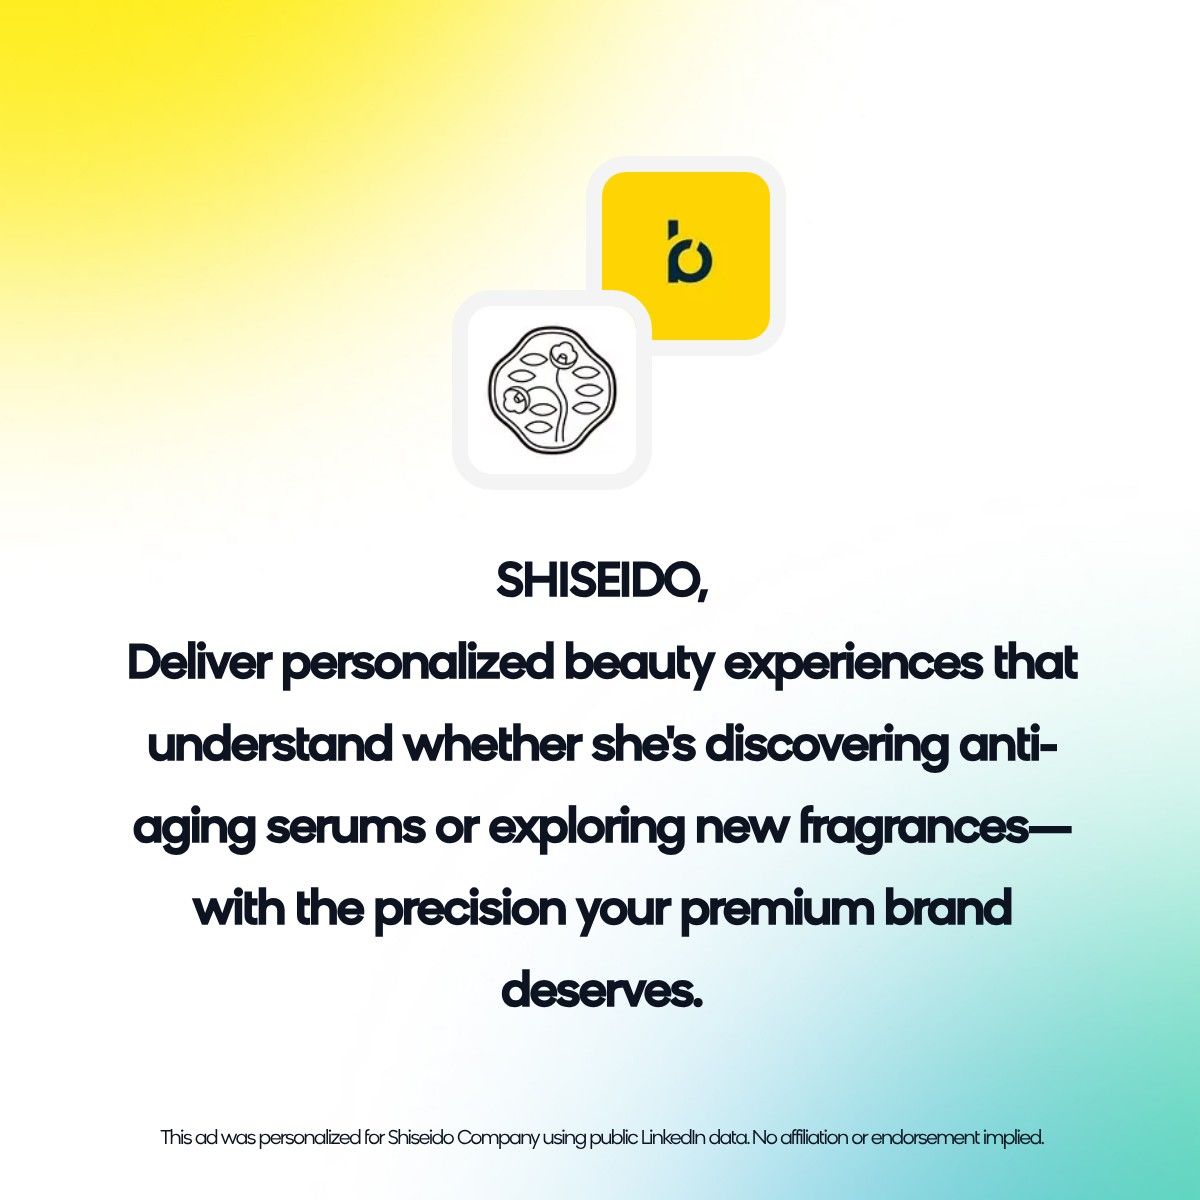 b
SHISEIDO,
Deliver personalized beauty experiences that
understand whether she's discovering anti-
aging serums or exploring new fragrances—
with the precision your premium brand
deserves.
This ad was personalized for Shiseido Company using public LinkedIn data. No affiliation or endorsement implied.